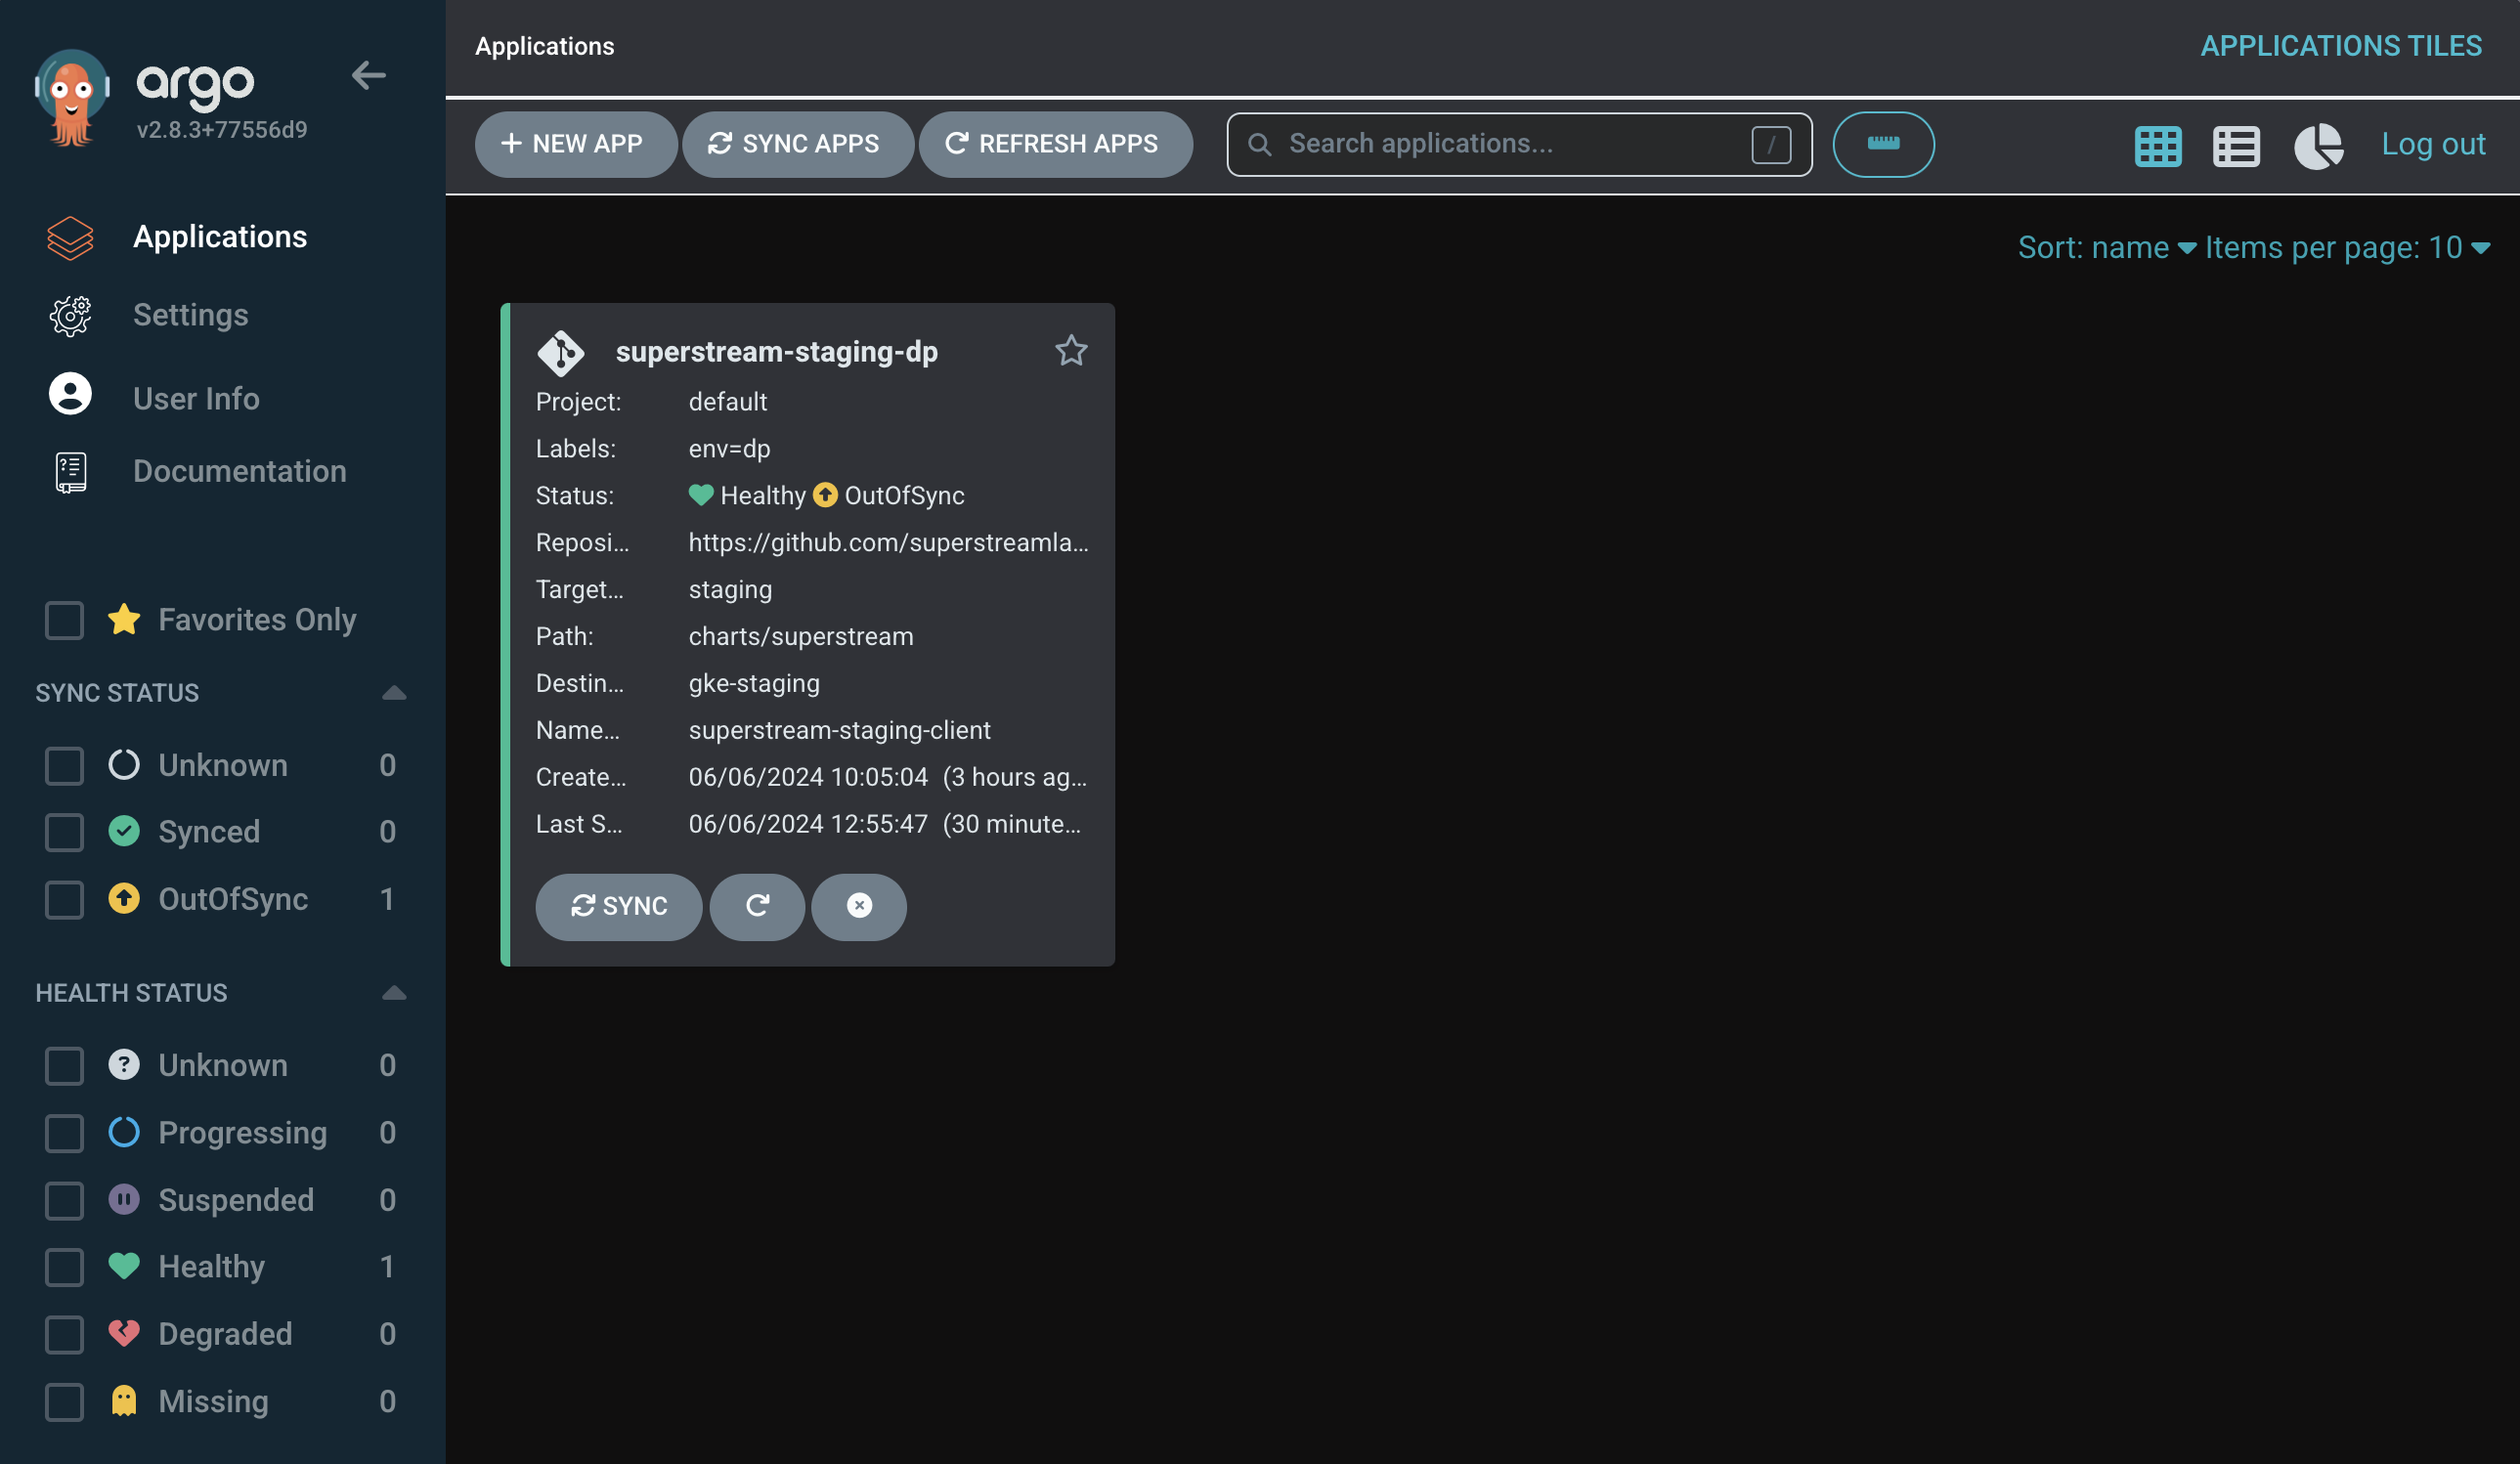 argo
v2.8.3+77556d9
Applications
Settings
User Info
Documentation
Favorites Only
SYNC STATUS
Unknown 0
Synced 0
OutOfSync 1
HEALTH STATUS
Unknown 0
Progressing 0
Suspended 0
Healthy 1
Degraded 0
Missing 0
Applications APPLICATIONS TILES
NEW APP SYNC APPS REFRESH APPS Search applications... / Log out
Sort: name Items per page: 10
superstream-staging-dp
Project: default
Labels: env=dp
Status: Healthy OutOfSync
Reposi... https://github.com/superstreamla...
Target... staging
Path: charts/superstream
Destin... gke-staging
Name... superstream-staging-client
Create... 06/06/2024 10:05:04 (3 hours ag...
Last S... 06/06/2024 12:55:47 (30 minute...
SYNC